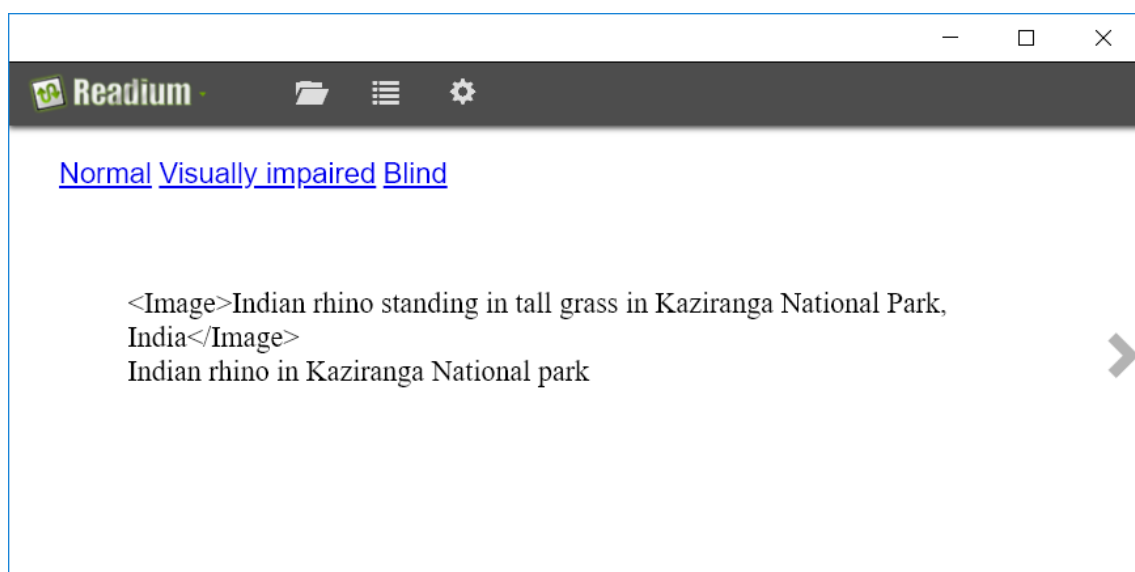 Readium
Normal Visually impaired Blind
<Image>Indian rhino standing in tall grass in Kaziranga National Park,
India</Image>
Indian rhino in Kaziranga National park